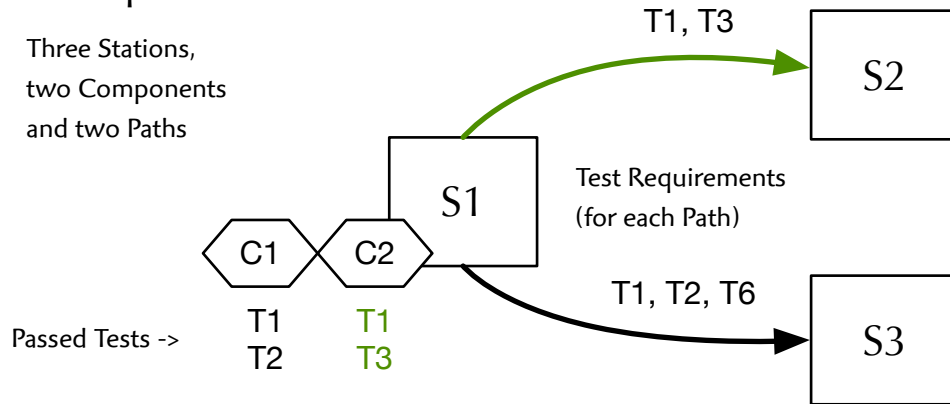 Three Stations,
two Components
and two Paths
T1, T3
S2
S1
Test Requirements
(for each Path)
C1
C2
T1, T2, T6
S3
Passed Tests ->
T1
T2
T1
T3